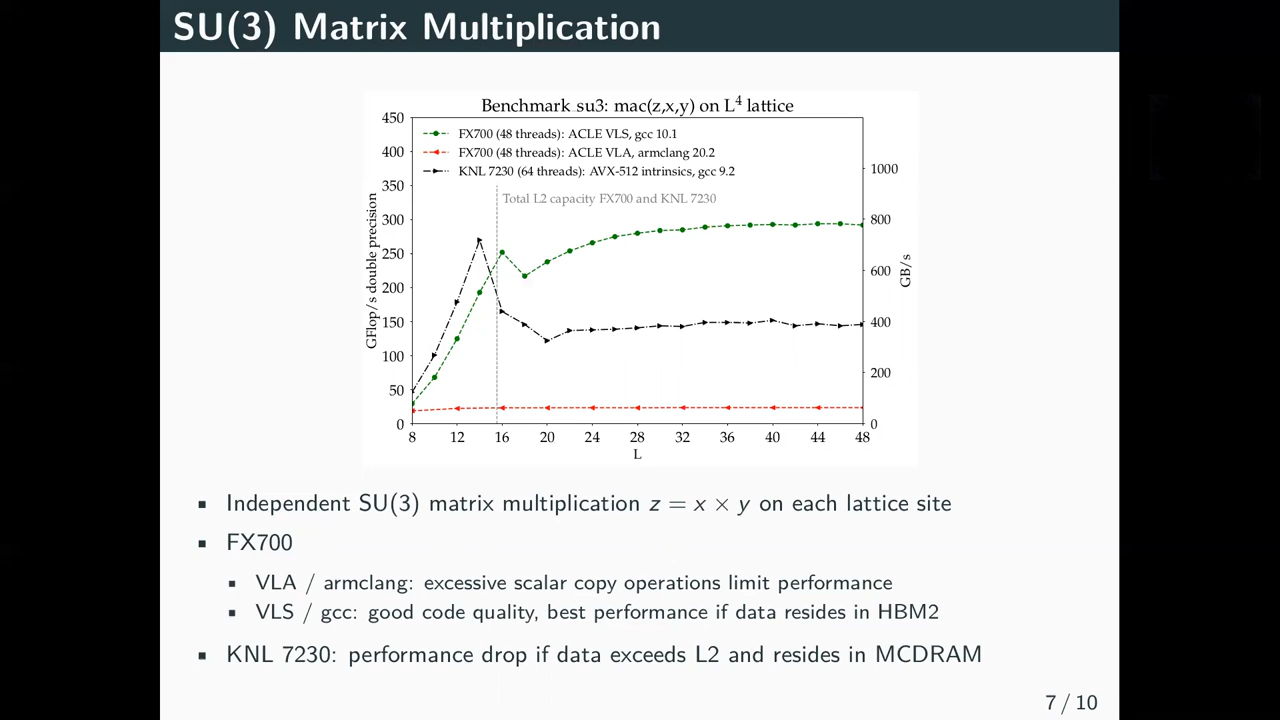 SU(3) Matrix Multiplication
Benchmark su3: mac(z,x,y) on L⁴ lattice
FX700 (48 threads): ACLE VLS, gcc 10.1
FX700 (48 threads): ACLE VLA, armclang 20.2
KNL 7230 (64 threads): AVX-512 intrinsics, gcc 9.2
Total L2 capacity FX700 and KNL 7230
GFlop/s double precision
450
400
350
300
250
200
150
100
50
0
1000
800
600
400
200
0
GB/s
8 12 16 20 24 28 32 36 40 44 48
L
▪ Independent SU(3) matrix multiplication z = x × y on each lattice site
▪ FX700
▪ VLA / armclang: excessive scalar copy operations limit performance
▪ VLS / gcc: good code quality, best performance if data resides in HBM2
▪ KNL 7230: performance drop if data exceeds L2 and resides in MCDRAM
7 / 10